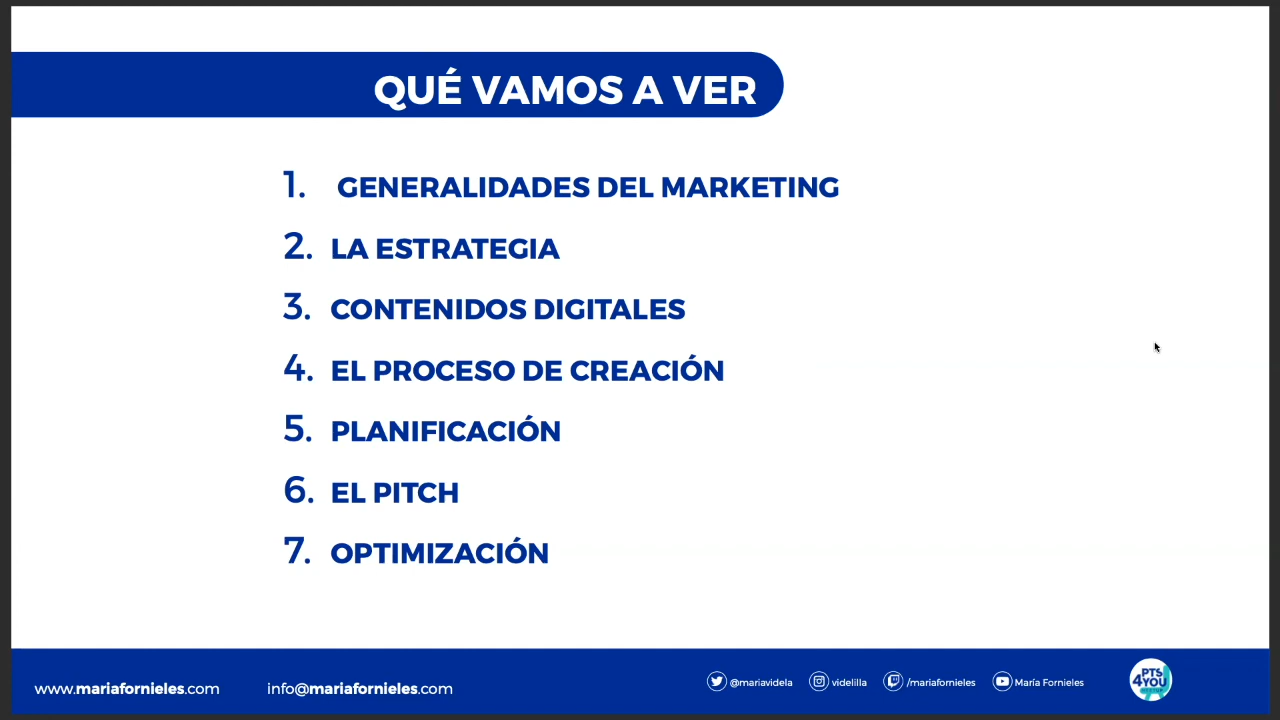 QUÉ VAMOS A VER
1. GENERALIDADES DEL MARKETING
2. LA ESTRATEGIA
3. CONTENIDOS DIGITALES
4. EL PROCESO DE CREACIÓN
5. PLANIFICACIÓN
6. EL PITCH
7. OPTIMIZACIÓN
www.mariafornieles.com info@mariafornieles.com @mariavidela videlilla /mariafornieles María Fornieles
PTS
4YOU